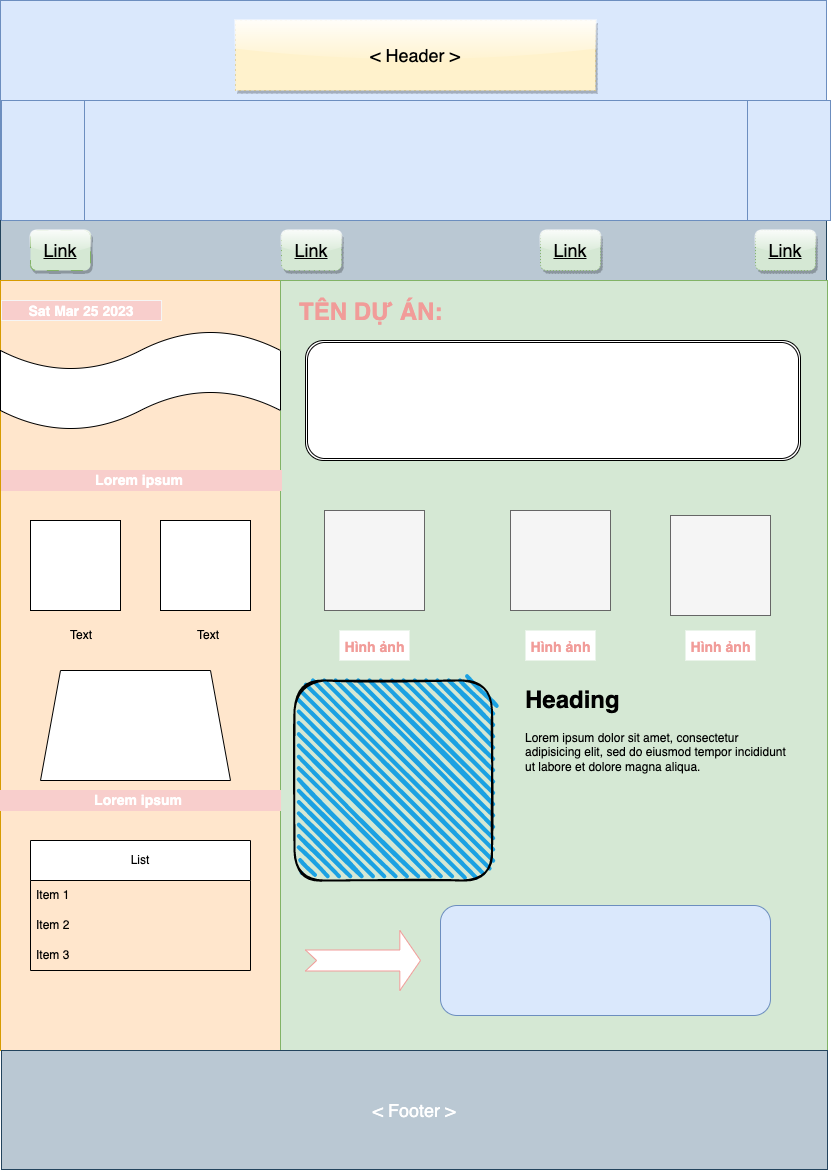 < Header >
Link
Link
Link
Link
Sat Mar 25 2023
TÊN DỰ ÁN:
Lorem ipsum
Text
Text
Hình ảnh
Hình ảnh
Hình ảnh
Heading
Lorem ipsum dolor sit amet, consectetur
adipisicing elit, sed do eiusmod tempor incididunt
ut labore et dolore magna aliqua.
Lorem ipsum
List
Item 1
Item 2
Item 3
< Footer >